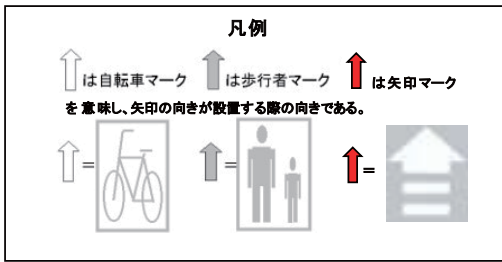 凡例
は自転車マーク は歩行者マーク は矢印マーク
を意味し、矢印の向きが設置する際の向きである。
= = =